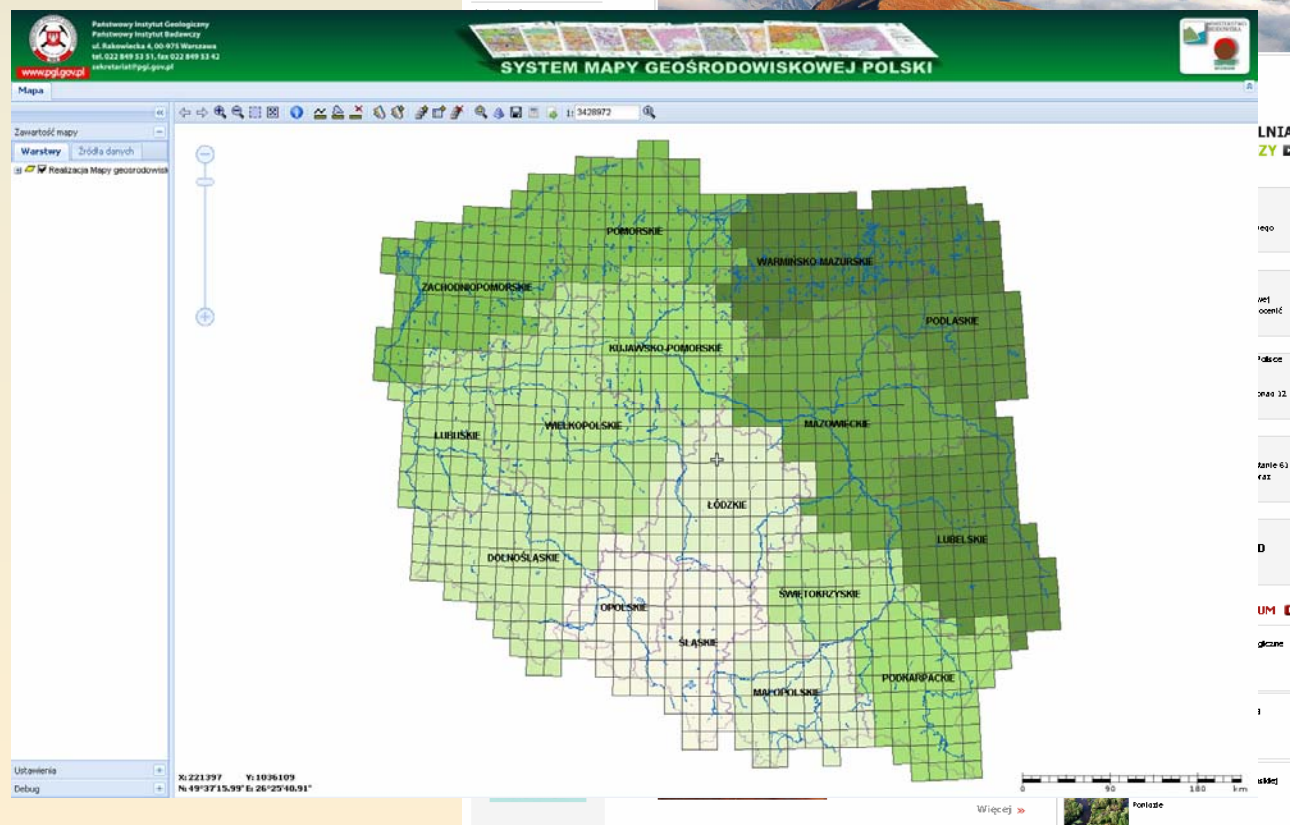 Państwowy Instytut Geologiczny
Państwowy Instytut Badawczy
ul. Rakowiecka 4, 00-975 Warszawa
tel. 022 849 53 51, fax 022 849 53 42
sekretariat@pgi.gov.pl
www.pgi.gov.pl
SYSTEM MAPY GEOŚRODOWISKOWEJ POLSKI
Mapa
1: 3428972
Zawartość mapy
Warstwy
Źródła danych
Realizacja Mapy geosrodowisk
POMORSKIE
WARMIŃSKO-MAZURSKIE
ZACHODNIOPOMORSKIE
PODLASKIE
KUJAWSKO-POMORSKIE
MAZOWIECKIE
WIELKOPOLSKIE
LUBUSKIE
ŁÓDZKIE
LUBELSKIE
DOLNOŚLĄSKIE
ŚWIĘTOKRZYSKIE
OPOLSKIE
ŚLĄSKIE
PODKARPACKIE
MAŁOPOLSKIE
Ustawienia
Debug
X: 221397 Y: 1036109
N: 49°37'15.99" E: 26°25'40.91"
0 90 180 km
LNIA
ZY
ocenić
UM
Więcej »